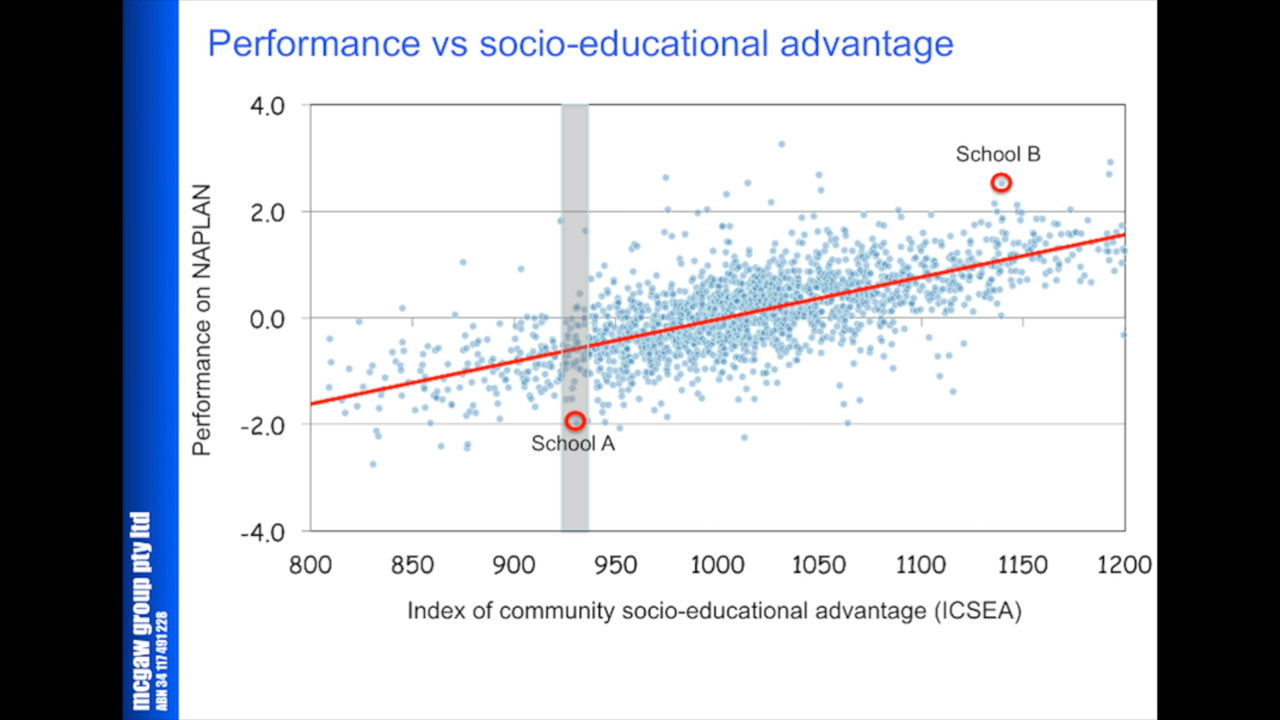 Performance vs socio-educational advantage
4.0
2.0
0.0
-2.0
-4.0
Performance on NAPLAN
School B
School A
800 850 900 950 1000 1050 1100 1150 1200
Index of community socio-educational advantage (ICSEA)
mcgaw group pty ltd
ABN 34 117 491 228